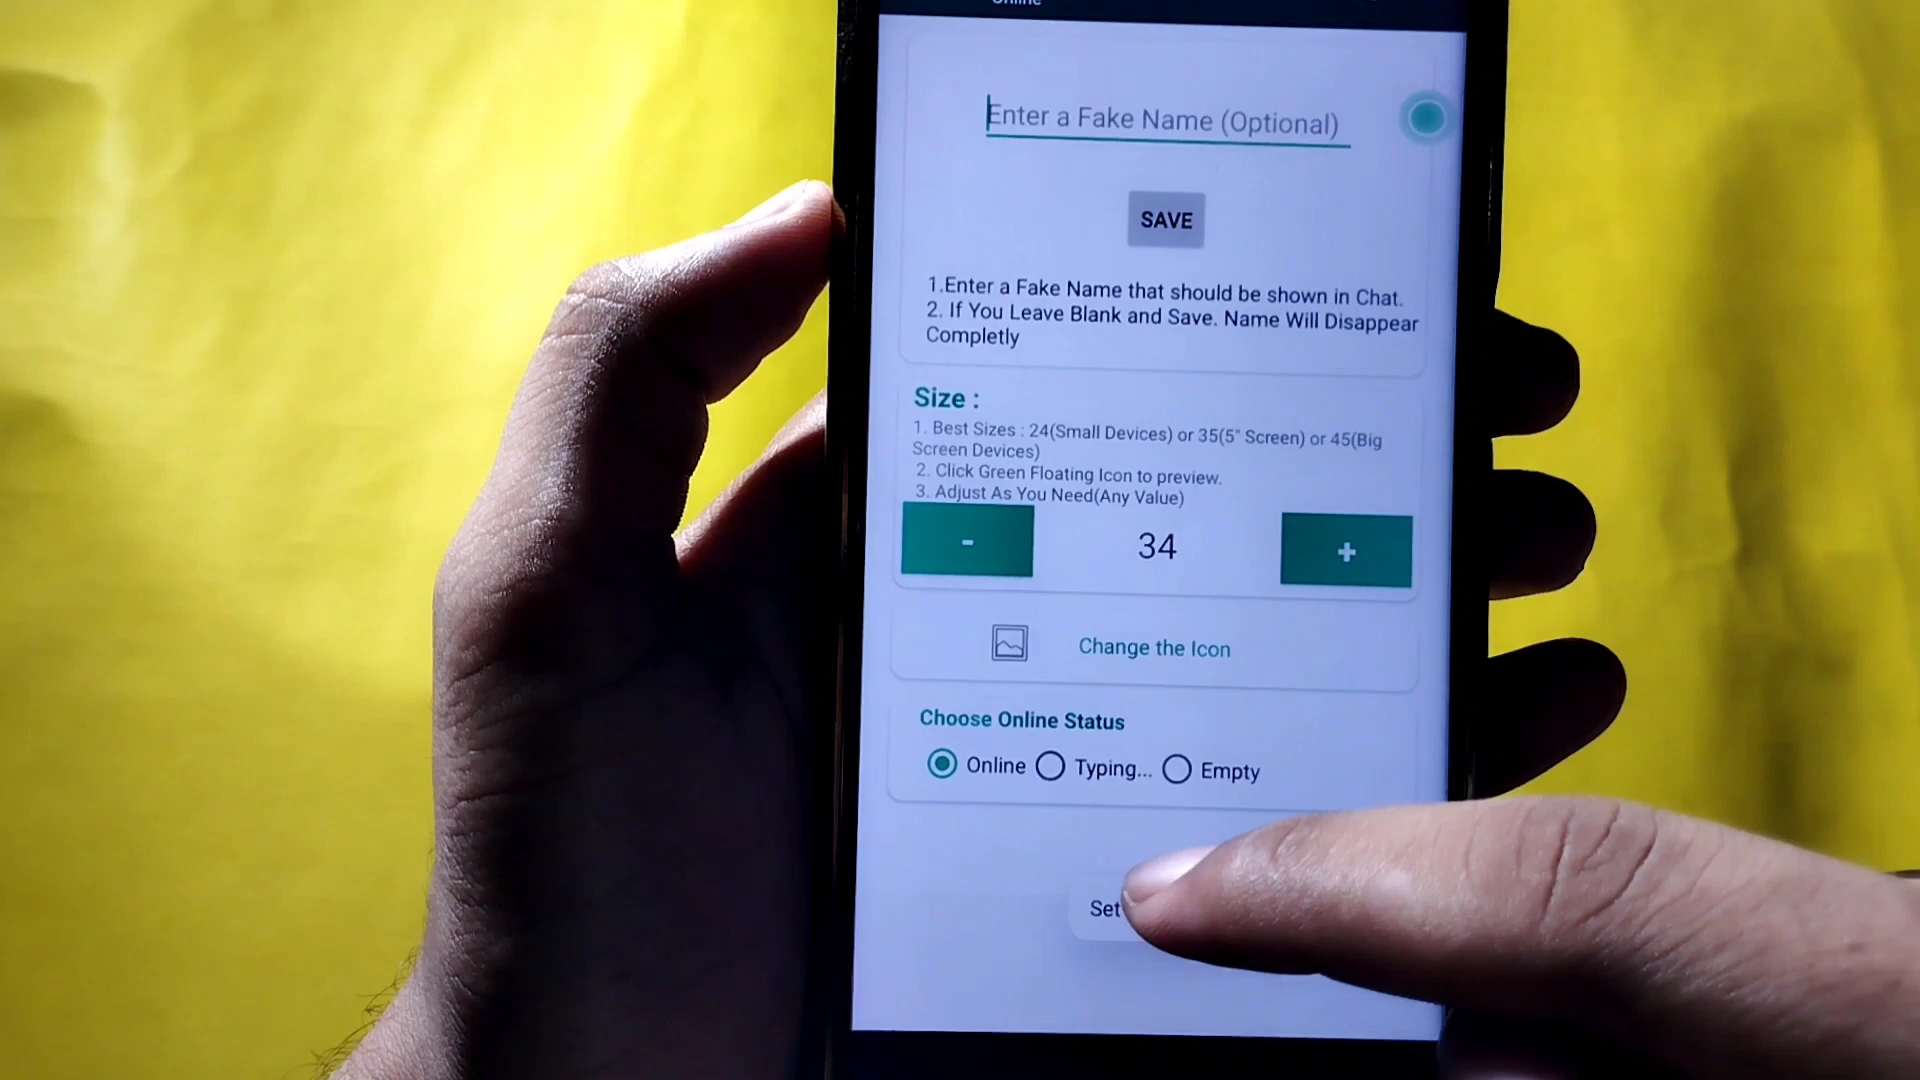 Online
Enter a Fake Name (Optional)
SAVE
1.Enter a Fake Name that should be shown in Chat.
2. If You Leave Blank and Save. Name Will Disappear
Completly
Size :
1. Best Sizes : 24(Small Devices) or 35(5" Screen) or 45(Big
Screen Devices)
2. Click Green Floating Icon to preview.
3. Adjust As You Need(Any Value)
- 34 +
Change the Icon
Choose Online Status
Online Typing... Empty
Set